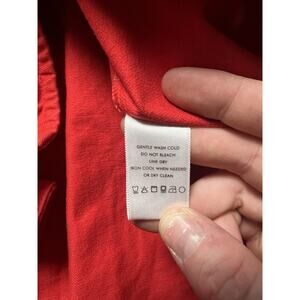 GENTLE WASH COLD
DO NOT BLEACH
LINE DRY
IRON COOL WHEN NEEDED
OR DRY CLEAN